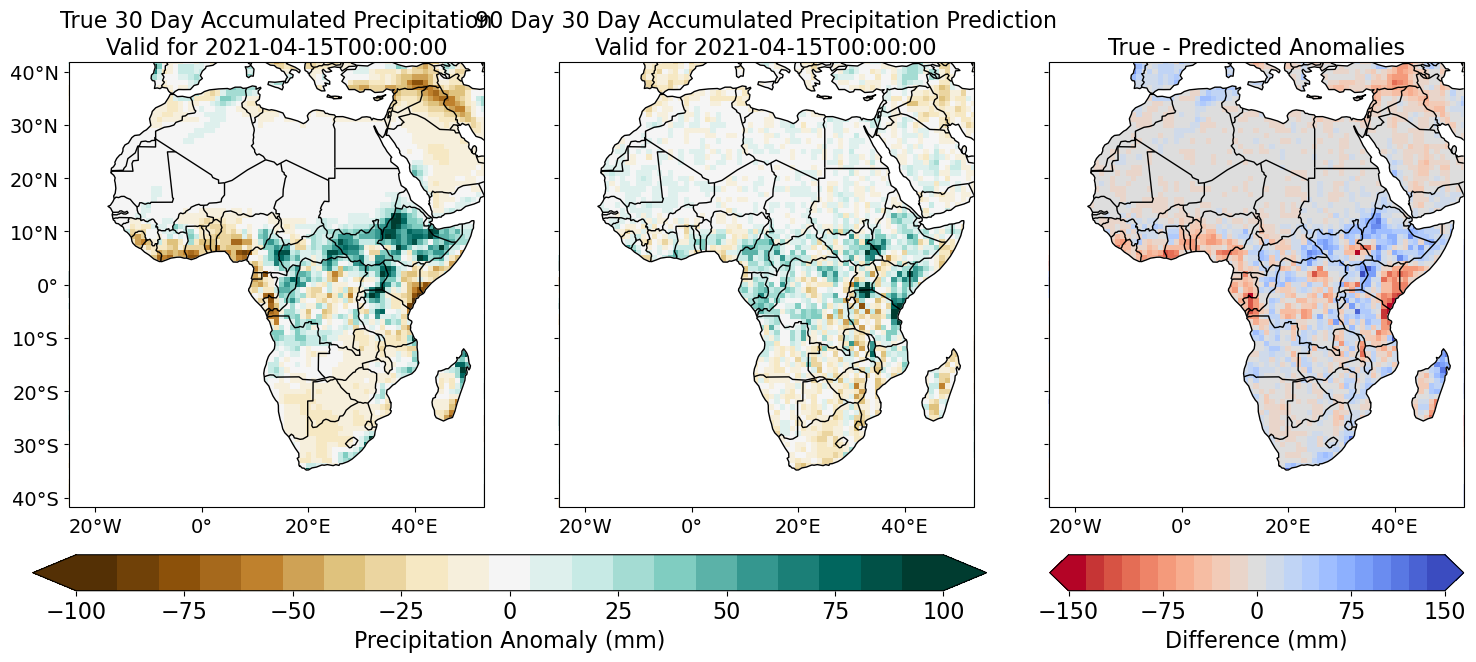 True 30 Day Accumulated Precipitation
Valid for 2021-04-15T00:00:00
90 Day 30 Day Accumulated Precipitation Prediction
Valid for 2021-04-15T00:00:00
True - Predicted Anomalies
40°N
30°N
20°N
10°N
0°
10°S
20°S
30°S
40°S
20°W 0° 20°E 40°E
20°W 0° 20°E 40°E
20°W 0° 20°E 40°E
−100 −75 −50 −25 0 25 50 75 100
Precipitation Anomaly (mm)
−150 −75 0 75 150
Difference (mm)